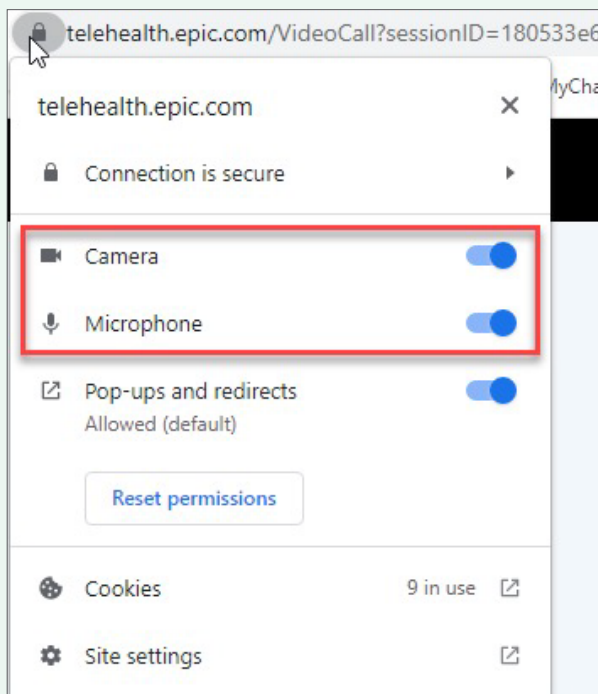 telehealth.epic.com/VideoCall?sessionID=180533e6
MyCha
telehealth.epic.com
Connection is secure
Camera
Microphone
Pop-ups and redirects
Allowed (default)
Reset permissions
Cookies 9 in use
Site settings